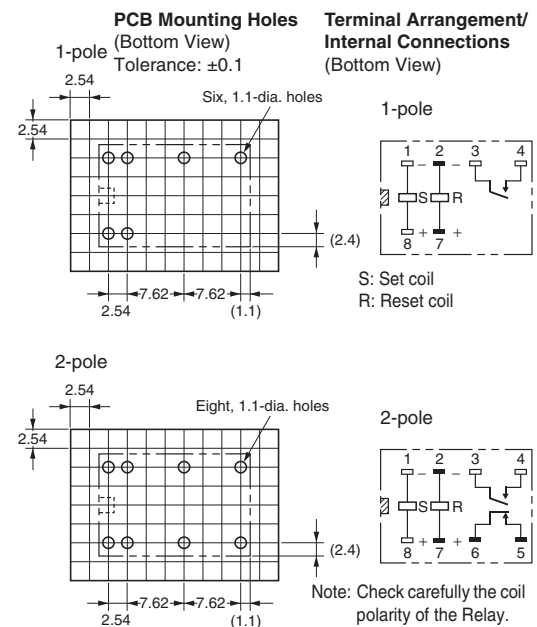 PCB Mounting Holes
(Bottom View)
Tolerance: ±0.1
Terminal Arrangement/
Internal Connections
(Bottom View)
1-pole
2.54
2.54
Six, 1.1-dia. holes
(2.4)
7.62
7.62
2.54
(1.1)
1-pole
1 2 3 4
– –
S R
+ +
8 7
S: Set coil
R: Reset coil
2-pole
2.54
2.54
Eight, 1.1-dia. holes
(2.4)
7.62
7.62
2.54
(1.1)
2-pole
1 2 3 4
– –
S R
+ +
8 7 6 5
Note: Check carefully the coil
polarity of the Relay.